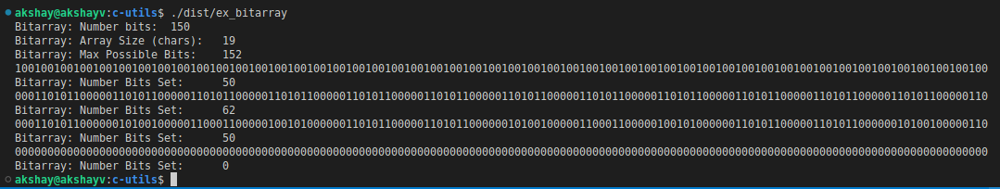 akshay@akshayv:c-utils$ ./dist/ex_bitarray
Bitarray: Number bits: 150
Bitarray: Array Size (chars): 19
Bitarray: Max Possible Bits: 152
100100100100100100100100100100100100100100100100100100100100100100100100100100100100100100100100100100100100100100100100100100100100100100100100100100
Bitarray: Number Bits Set: 50
000110101100000110101100000110101100000110101100000110101100000110101100000110101100000110101100000110101100000110101100000110101100000110101100000110
Bitarray: Number Bits Set: 62
000110101100000010100100000110001100000100101000000110101100000110101100000010100100000110001100000100101000000110101100000110101100000010100100000110
Bitarray: Number Bits Set: 50
000000000000000000000000000000000000000000000000000000000000000000000000000000000000000000000000000000000000000000000000000000000000000000000000000000
Bitarray: Number Bits Set: 0
akshay@akshayv:c-utils$